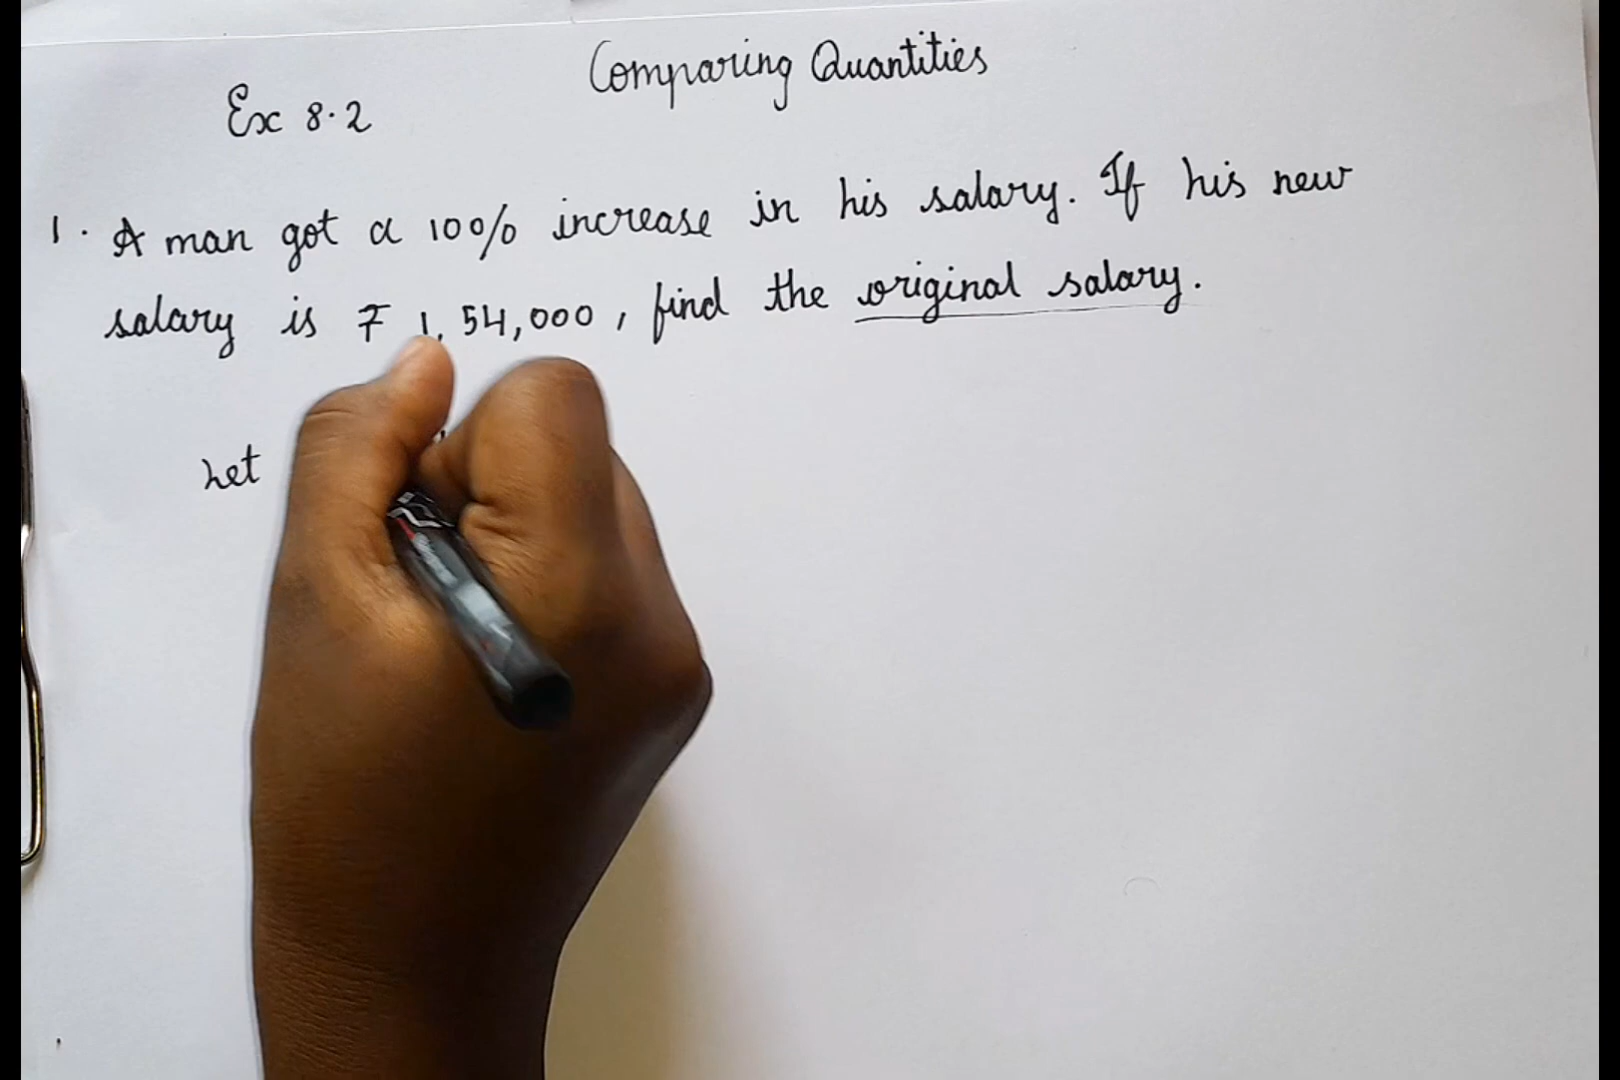 Comparing Quantities
Ex 8.2
1. A man got a 10% increase in his salary. If his new
salary is ₹ 1,54,000, find the original salary.
Let